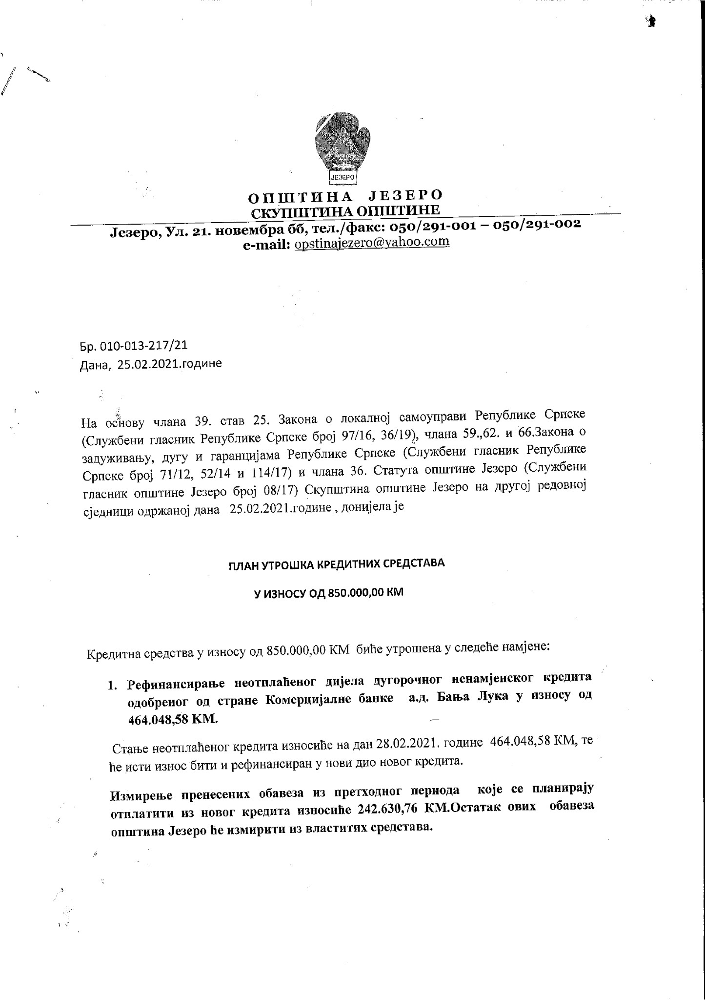 ЈЕЗЕРО
ОПШТИНА ЈЕЗЕРО
СКУПШТИНА ОПШТИНЕ
Језеро, Ул. 21. новембра бб, тел./факс: 050/291-001 – 050/291-002
e-mail: opstinajezero@yahoo.com
Бр. 010-013-217/21
Дана, 25.02.2021.године
На основу члана 39. став 25. Закона о локалној самоуправи Републике Српске
(Службени гласник Републике Српске број 97/16, 36/19), члана 59.,62. и 66.Закона о
задуживању, дугу и гаранцијама Републике Српске (Службени гласник Републике
Српске број 71/12, 52/14 и 114/17) и члана 36. Статута општине Језеро (Службени
гласник општине Језеро број 08/17) Скупштина општине Језеро на другој редовној
сједници одржаној дана 25.02.2021.године , донијела је
ПЛАН УТРОШКА КРЕДИТНИХ СРЕДСТАВА
У ИЗНОСУ ОД 850.000,00 КМ
Кредитна средства у износу од 850.000,00 КМ биће утрошена у следеће намјене:
1. Рефинансирање неотплаћеног дијела дугорочног ненамјенског кредита
одобреног од стране Комерцијалне банке а.д. Бања Лука у износу од
464.048,58 КМ.
Стање неотплаћеног кредита износиће на дан 28.02.2021. године 464.048,58 КМ, те
ће исти износ бити и рефинансиран у нови дио новог кредита.
Измирење пренесених обавеза из претходног периода које се планирају
отплатити из новог кредита износиће 242.630,76 КМ.Остатак ових обавеза
општина Језеро ће измирити из властитих средстава.